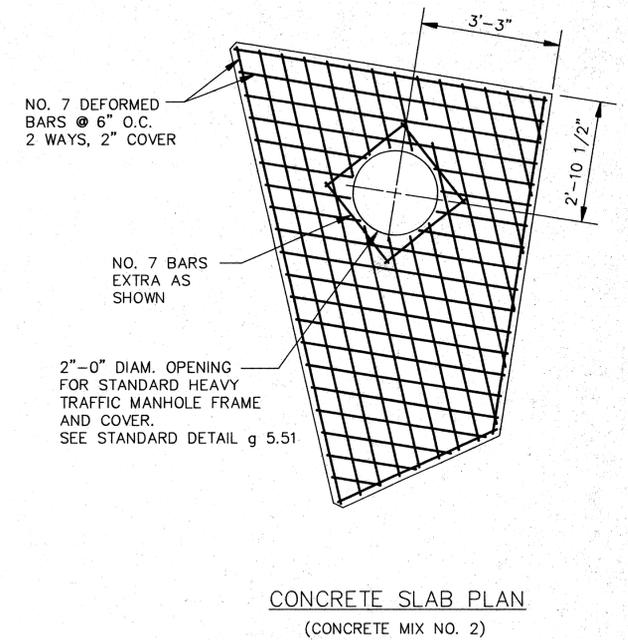 3'-3"
NO. 7 DEFORMED
BARS @ 6" O.C.
2 WAYS, 2" COVER
2'-10 1/2"
NO. 7 BARS
EXTRA AS
SHOWN
2"-0" DIAM. OPENING
FOR STANDARD HEAVY
TRAFFIC MANHOLE FRAME
AND COVER.
SEE STANDARD DETAIL g 5.51
CONCRETE SLAB PLAN
(CONCRETE MIX NO. 2)